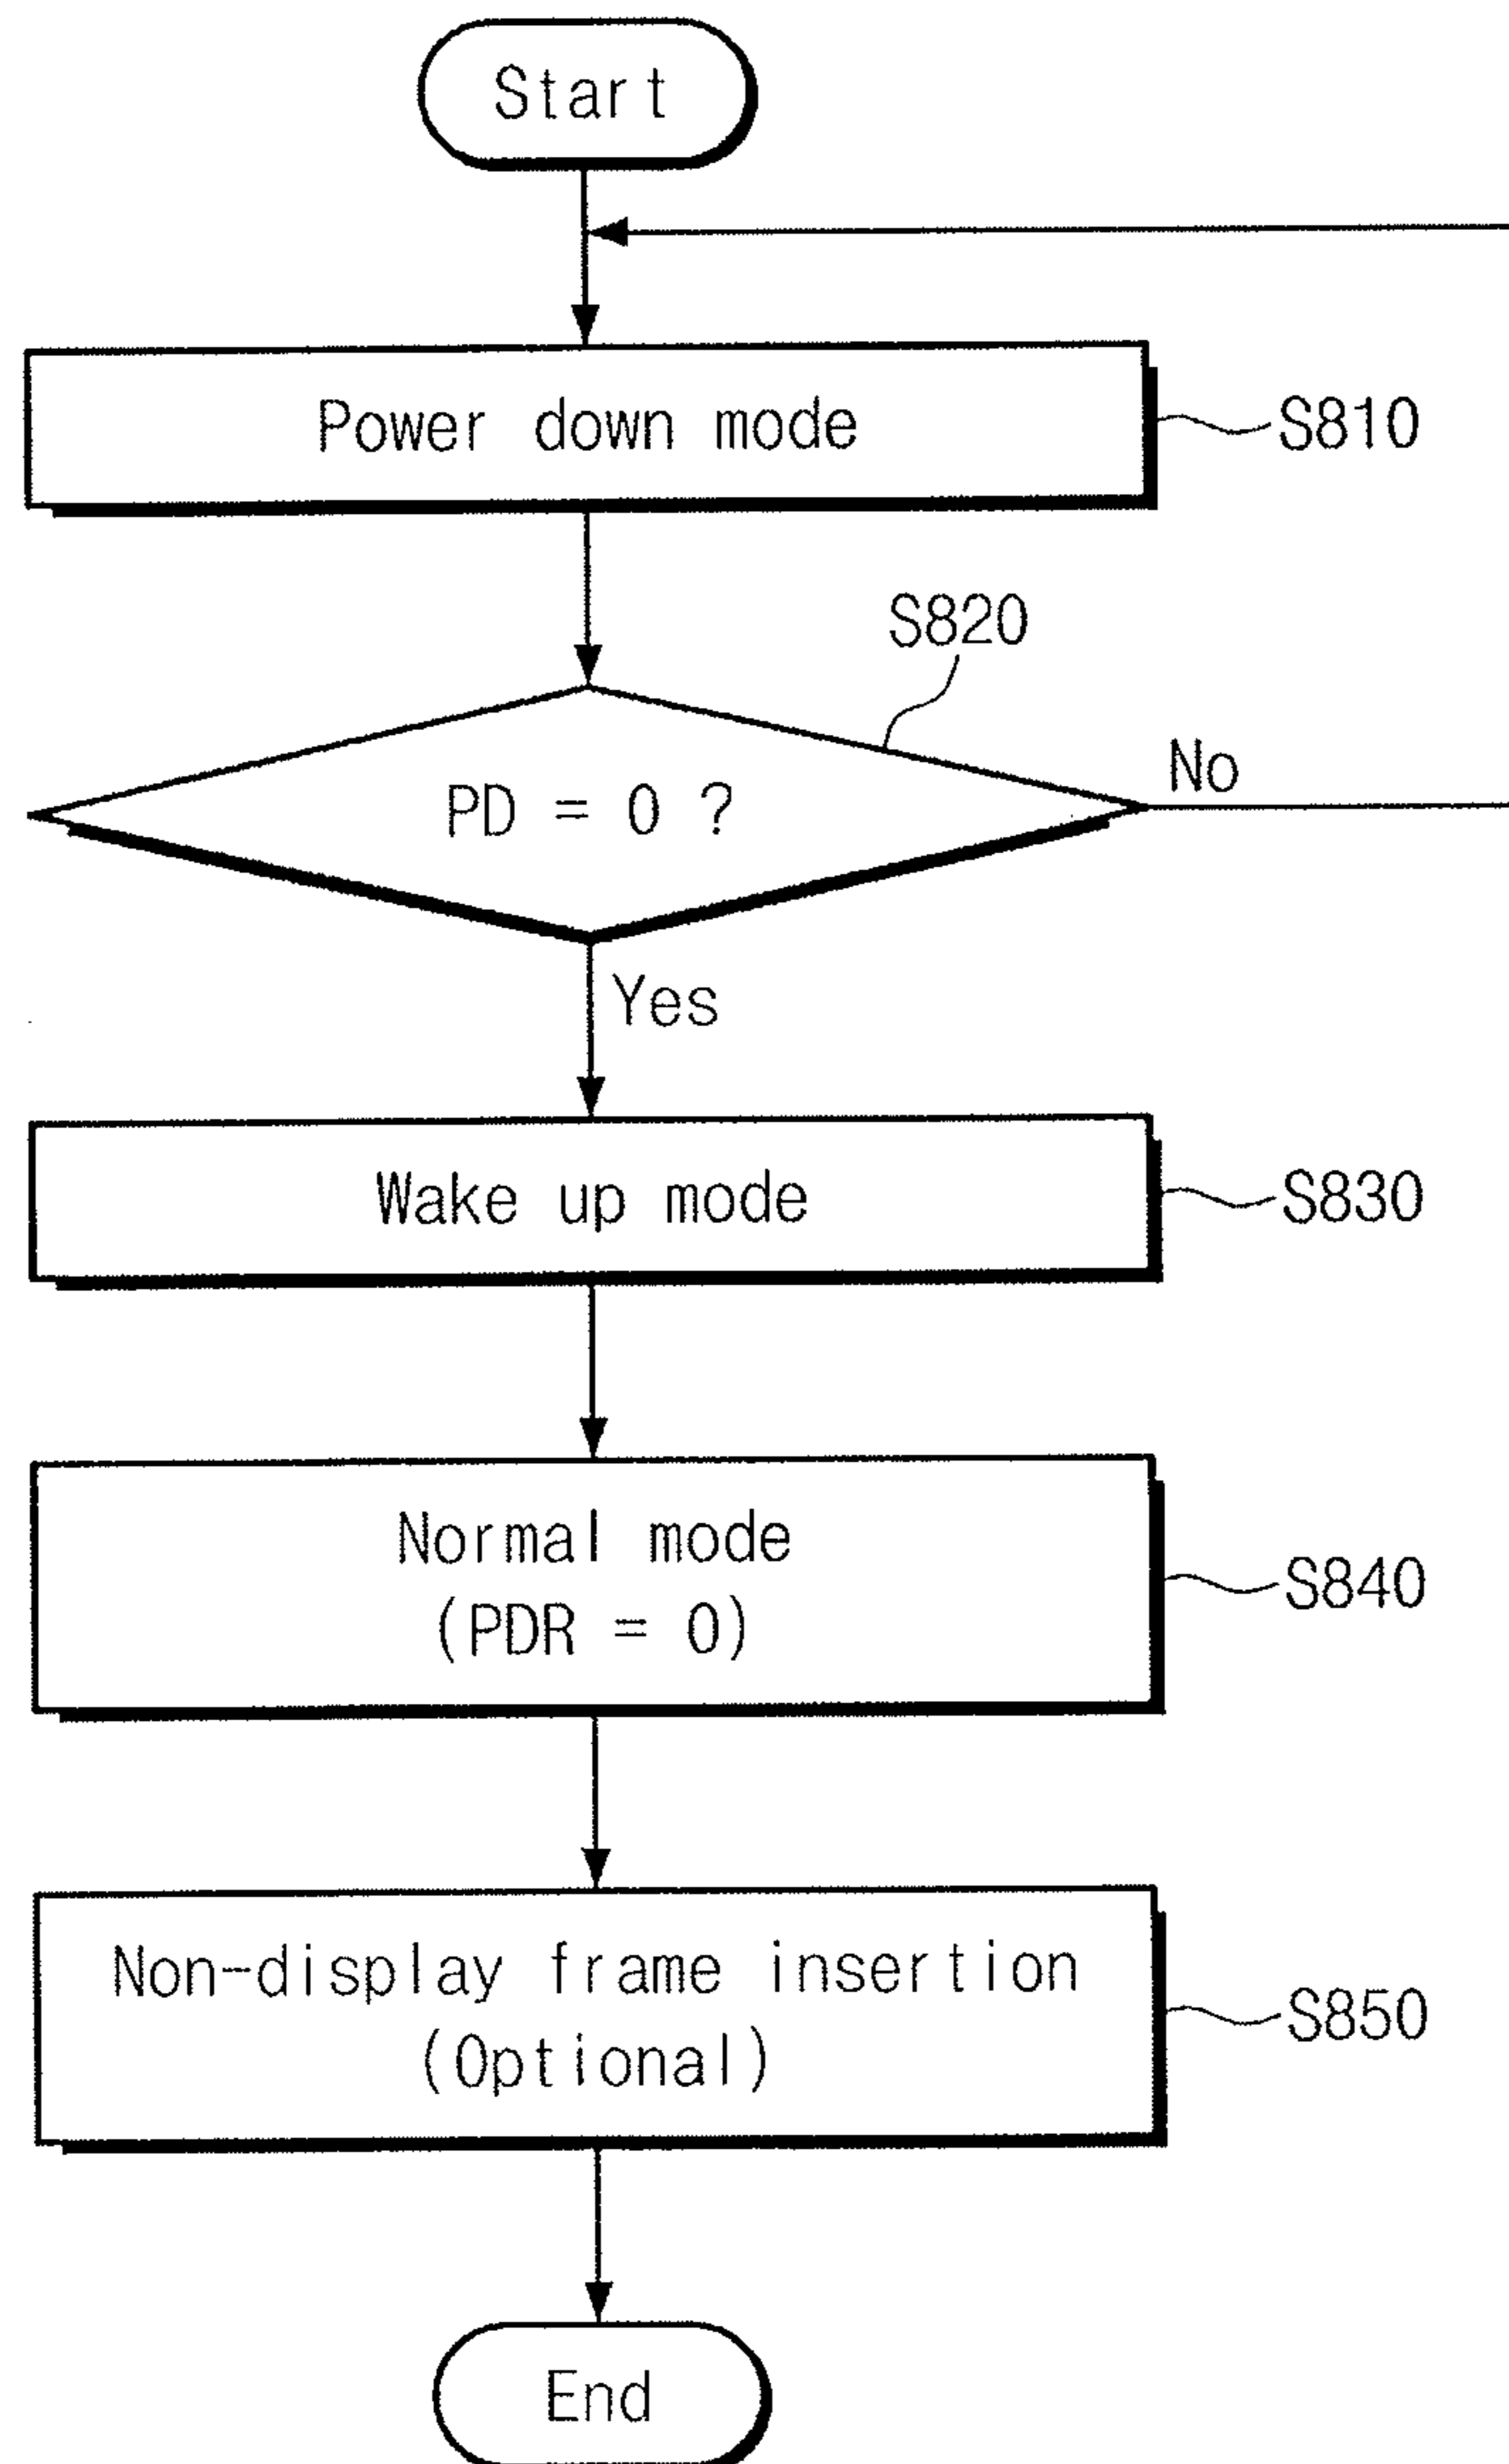 Start
Power down mode
S810
S820
PD = 0 ?
No
Yes
Wake up mode
S830
Normal mode
(PDR = 0)
S840
Non-display frame insertion
(Optional)
S850
End